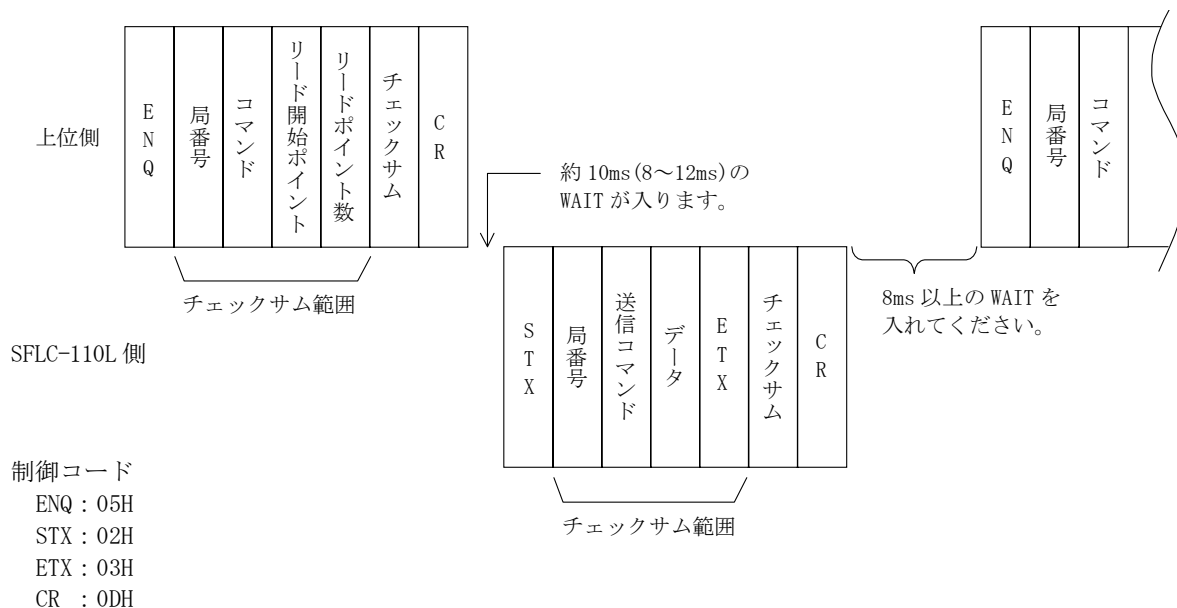 上位側
ENQ
局番号
コマンド
リード開始ポイント
リードポイント数
チェックサム
CR
チェックサム範囲
約10ms(8～12ms)の
WAITが入ります。
ENQ
局番号
コマンド
SFLC-110L側
STX
局番号
送信コマンド
データ
ETX
チェックサム
CR
チェックサム範囲
8ms以上のWAITを
入れてください。
制御コード
ENQ：05H
STX：02H
ETX：03H
CR ：0DH